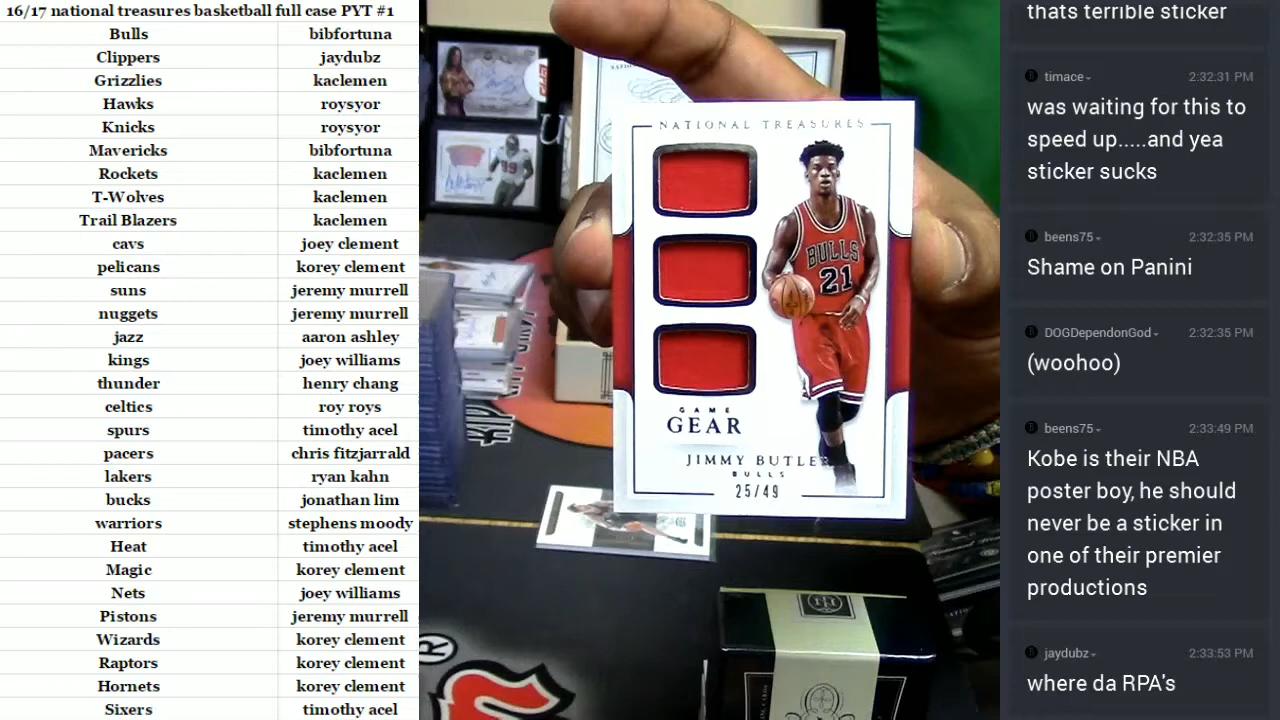 16/17 national treasures basketball full case PYT #1
Bulls bibfortuna
Clippers jaydubz
Grizzlies kaclemen
Hawks roysyor
Knicks roysyor
Mavericks bibfortuna
Rockets kaclemen
T-Wolves kaclemen
Trail Blazers kaclemen
cavs joey clement
pelicans korey clement
suns jeremy murrell
nuggets jeremy murrell
jazz aaron ashley
kings joey williams
thunder henry chang
celtics roy roys
spurs timothy acel
pacers chris fitzjarrald
lakers ryan kahn
bucks jonathan lim
warriors stephens moody
Heat timothy acel
Magic korey clement
Nets joey williams
Pistons jeremy murrell
Wizards korey clement
Raptors korey clement
Hornets korey clement
Sixers timothy acel
NATIONAL TREASURES
BULLS
21
GAME
GEAR
JIMMY BUTLER
BULLS
25/49
99
®
thats terrible sticker
timace 2:32:31 PM
was waiting for this to
speed up.....and yea
sticker sucks
beens75 2:32:35 PM
Shame on Panini
DOGDependonGod 2:32:35 PM
(woohoo)
beens75 2:33:49 PM
Kobe is their NBA
poster boy, he should
never be a sticker in
one of their premier
productions
jaydubz 2:33:53 PM
where da RPA's